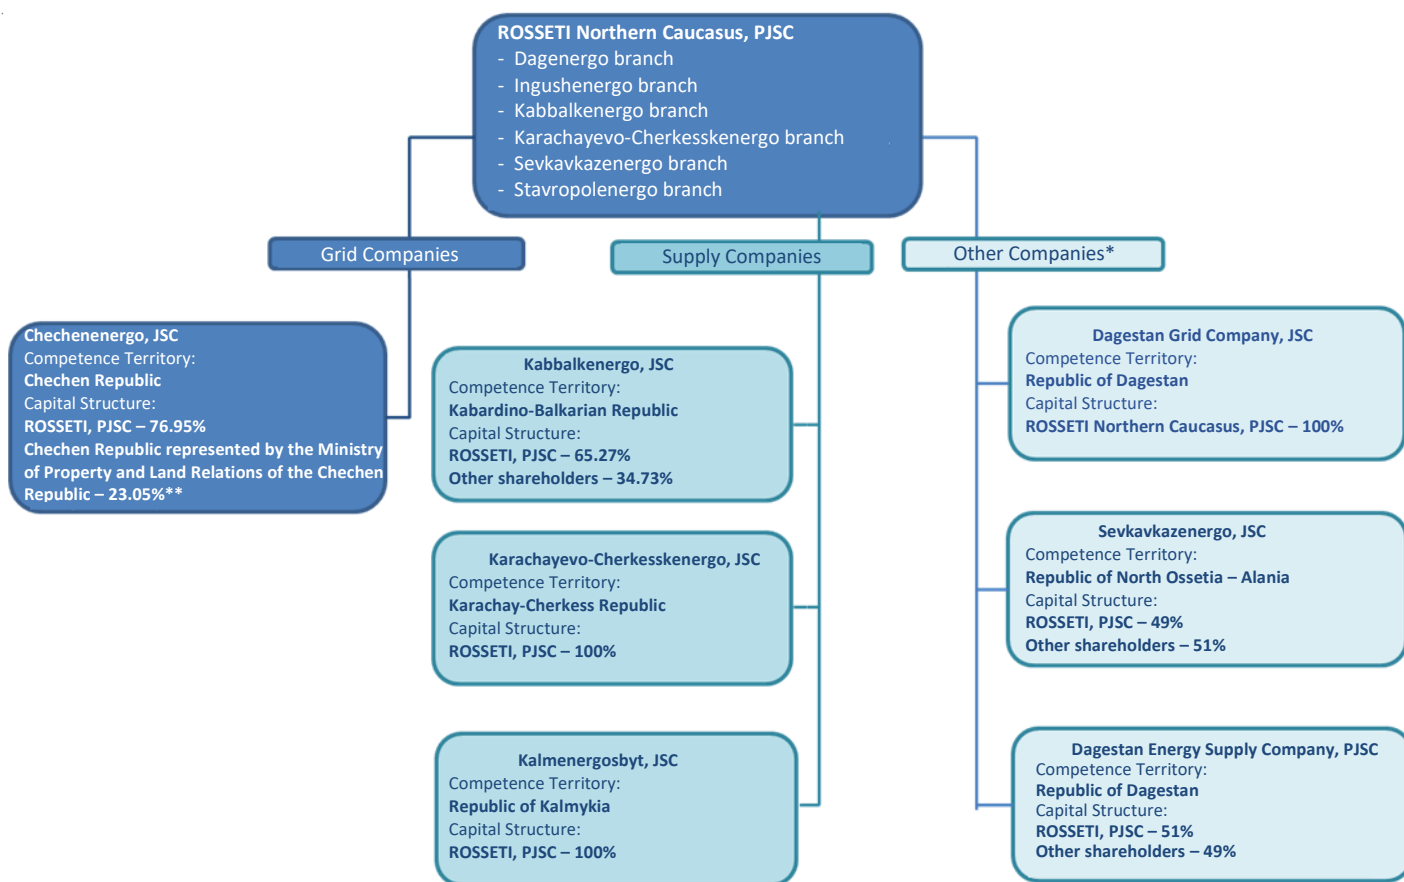 ROSSETI Northern Caucasus, PJSC
- Dagenergo branch
- Ingushenergo branch
- Kabbalkenergo branch
- Karachayevo-Cherkesskenergo branch
- Sevkavkazenergo branch
- Stavropolenergo branch
Grid Companies
Supply Companies
Other Companies*
Chechenenergo, JSC
Competence Territory:
Chechen Republic
Capital Structure:
ROSSETI, PJSC – 76.95%
Chechen Republic represented by the Ministry
of Property and Land Relations of the Chechen
Republic – 23.05%**
Kabbalkenergo, JSC
Competence Territory:
Kabardino-Balkarian Republic
Capital Structure:
ROSSETI, PJSC – 65.27%
Other shareholders – 34.73%
Karachayevo-Cherkesskenergo, JSC
Competence Territory:
Karachay-Cherkess Republic
Capital Structure:
ROSSETI, PJSC – 100%
Kalmenergosbyt, JSC
Competence Territory:
Republic of Kalmykia
Capital Structure:
ROSSETI, PJSC – 100%
Dagestan Grid Company, JSC
Competence Territory:
Republic of Dagestan
Capital Structure:
ROSSETI Northern Caucasus, PJSC – 100%
Sevkavkazenergo, JSC
Competence Territory:
Republic of North Ossetia – Alania
Capital Structure:
ROSSETI, PJSC – 49%
Other shareholders – 51%
Dagestan Energy Supply Company, PJSC
Competence Territory:
Republic of Dagestan
Capital Structure:
ROSSETI, PJSC – 51%
Other shareholders – 49%